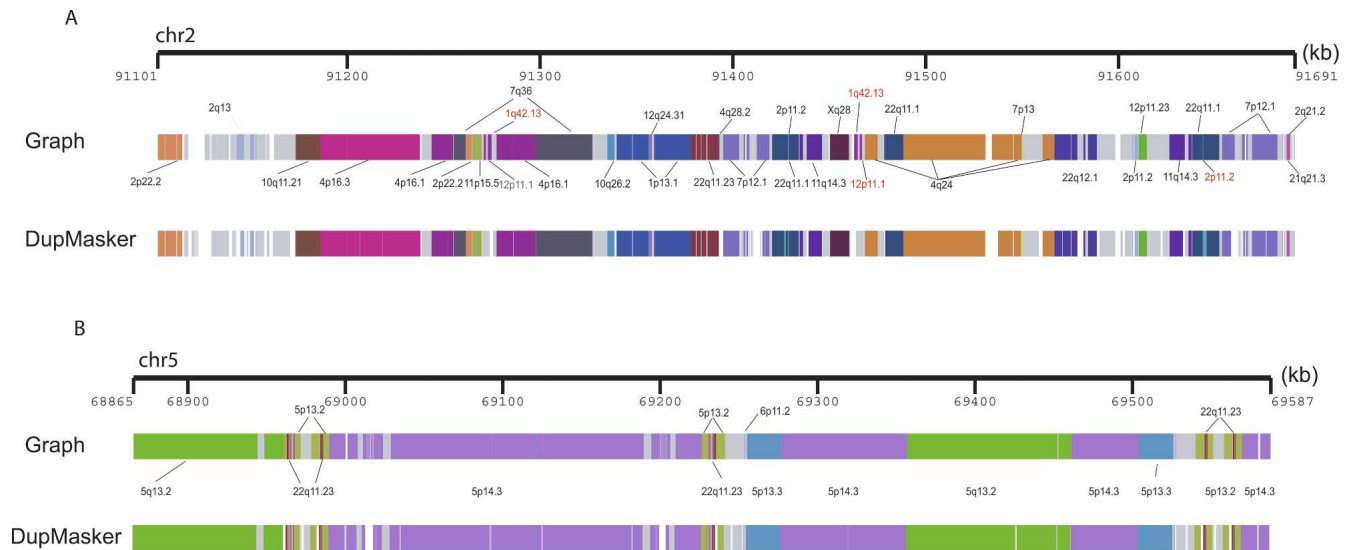 A
chr2
(kb)
91101 91200 91300 91400 91500 91600 91691
2q13 7q36 1q42.13 12q24.31 4q28.2 2p11.2 Xq28 1q42.13 22q11.1 7p13 12p11.23 22q11.1 7p12.1 2q21.2
Graph
2p22.2 10q11.21 4p16.3 4p16.1 2p22.2 11p15.5 12p11.1 4p16.1 10q26.2 1p13.1 22q11.23 7p12.1 22q11.1 11q14.3 12p11.1 4q24 22q12.1 2p11.2 11q14.3 2p11.2 21q21.3
DupMasker
B
chr5
(kb)
68865 68900 69000 69100 69200 69300 69400 69500 69587
5p13.2 5p13.2 6p11.2 22q11.23
Graph
5q13.2 22q11.23 5p14.3 22q11.23 5p13.3 5p14.3 5q13.2 5p14.3 5p13.3 5p13.2 5p14.3
DupMasker